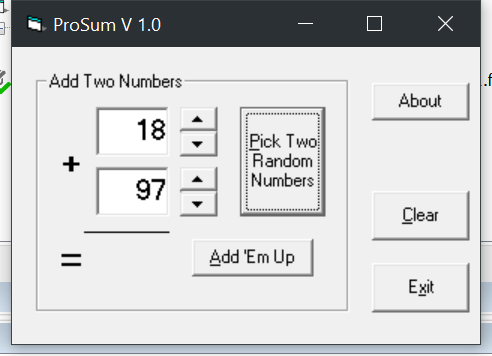 ProSum V 1.0
Add Two Numbers
18
+
97
=
Pick Two
Random
Numbers
Add 'Em Up
About
Clear
Exit